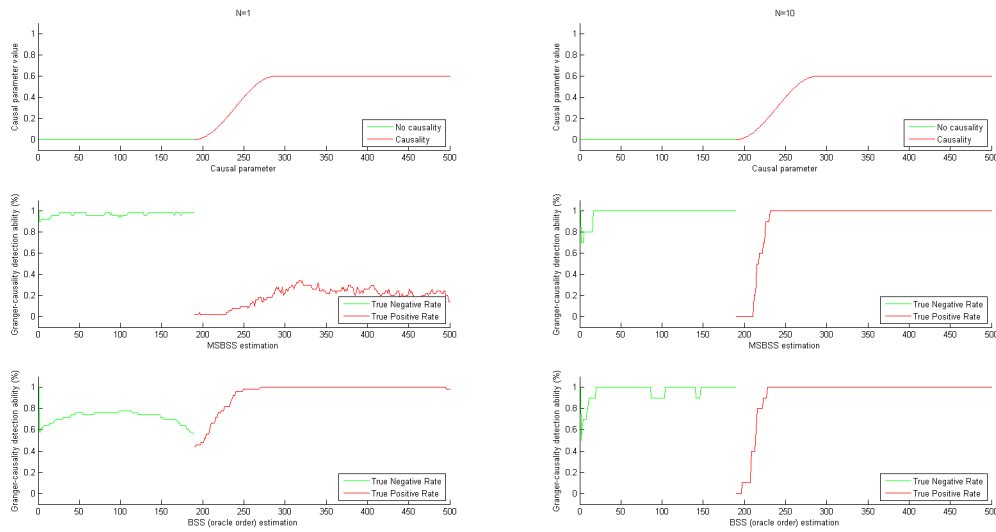 N=1
Causal parameter value
1
0.8
0.6
0.4
0.2
0
No causality
Causality
0 50 100 150 200 250 300 350 400 450 500
Causal parameter
N=10
Causal parameter value
1
0.8
0.6
0.4
0.2
0
No causality
Causality
0 50 100 150 200 250 300 350 400 450 500
Causal parameter
Granger-causality detection ability (%)
1
0.8
0.6
0.4
0.2
0
True Negative Rate
True Positive Rate
0 50 100 150 200 250 300 350 400 450 500
MSBSS estimation
Granger-causality detection ability (%)
1
0.8
0.6
0.4
0.2
0
True Negative Rate
True Positive Rate
0 50 100 150 200 250 300 350 400 450 500
MSBSS estimation
Granger-causality detection ability (%)
1
0.8
0.6
0.4
0.2
0
True Negative Rate
True Positive Rate
0 50 100 150 200 250 300 350 400 450 500
BSS (oracle order) estimation
Granger-causality detection ability (%)
1
0.8
0.6
0.4
0.2
0
True Negative Rate
True Positive Rate
0 50 100 150 200 250 300 350 400 450 500
BSS (oracle order) estimation